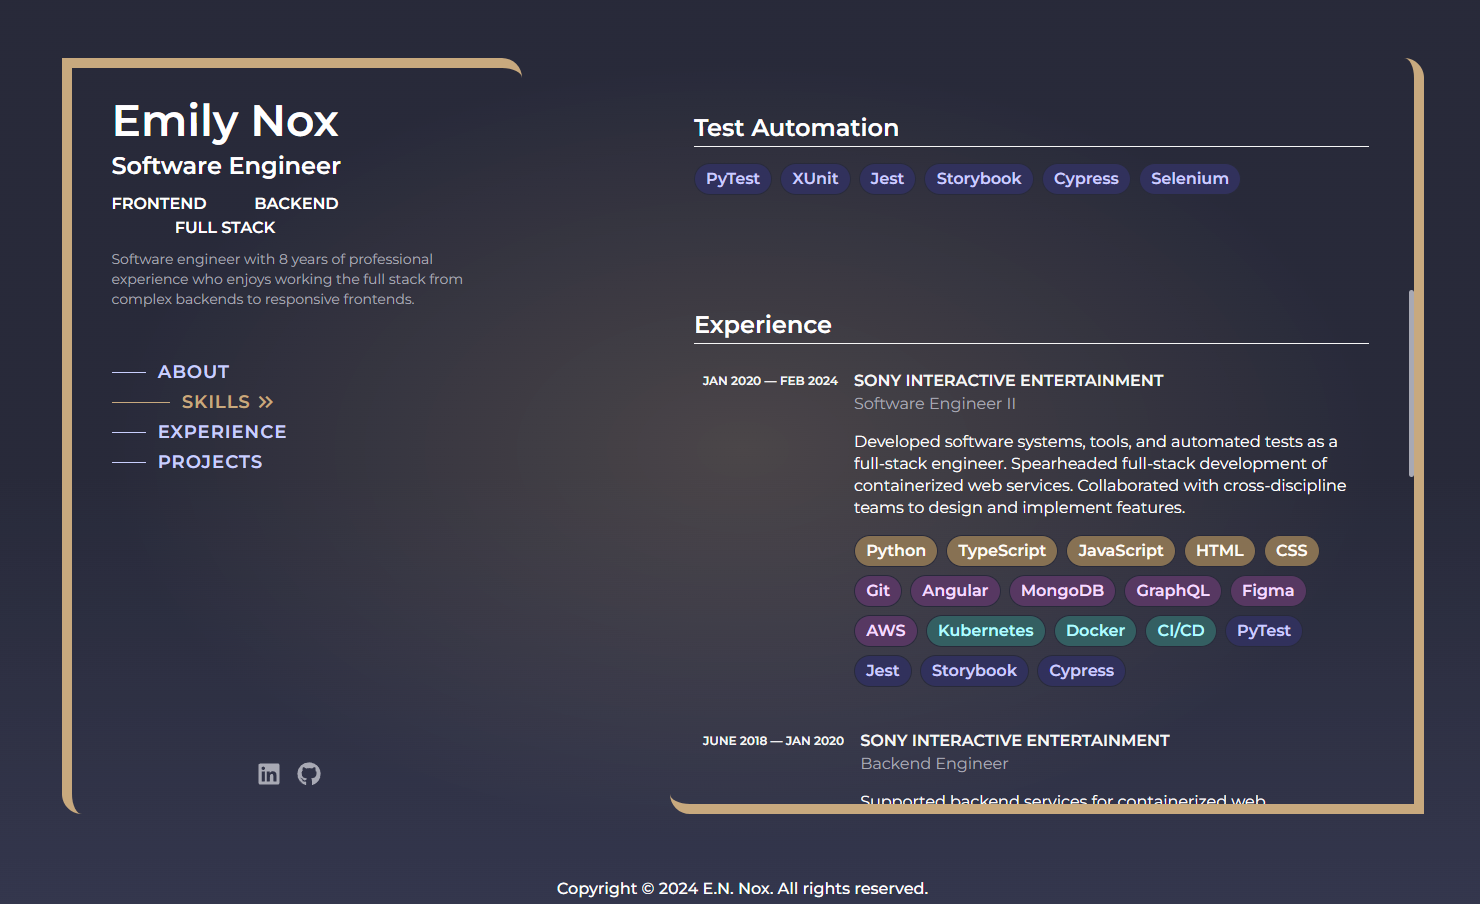 Emily Nox
Software Engineer
FRONTEND BACKEND
FULL STACK
Software engineer with 8 years of professional
experience who enjoys working the full stack from
complex backends to responsive frontends.
ABOUT
SKILLS
EXPERIENCE
PROJECTS
Test Automation
PyTest XUnit Jest Storybook Cypress Selenium
Experience
JAN 2020 — FEB 2024 SONY INTERACTIVE ENTERTAINMENT
Software Engineer II
Developed software systems, tools, and automated tests as a
full-stack engineer. Spearheaded full-stack development of
containerized web services. Collaborated with cross-discipline
teams to design and implement features.
Python TypeScript JavaScript HTML CSS
Git Angular MongoDB GraphQL Figma
AWS Kubernetes Docker CI/CD PyTest
Jest Storybook Cypress
JUNE 2018 — JAN 2020 SONY INTERACTIVE ENTERTAINMENT
Backend Engineer
Supported backend services for containerized web
Copyright © 2024 E.N. Nox. All rights reserved.